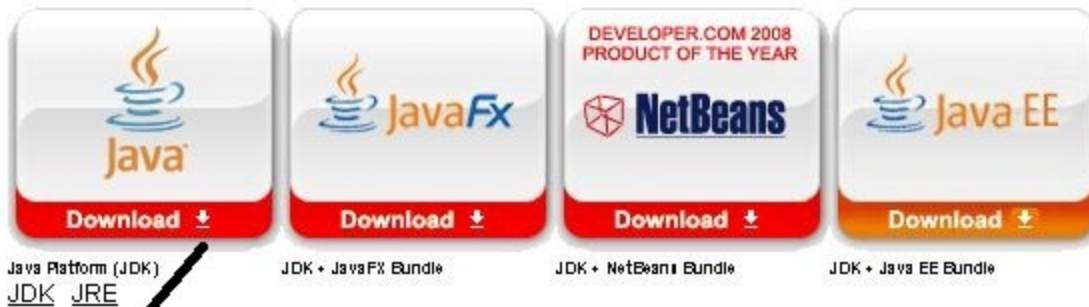 Java
Download
Java Platform (JDK)
JDK JRE
JavaFx
Download
JDK + JavaFX Bundle
DEVELOPER.COM 2008
PRODUCT OF THE YEAR
NetBeans
Download
JDK + NetBeans Bundle
Java EE
Download
JDK + Java EE Bundle